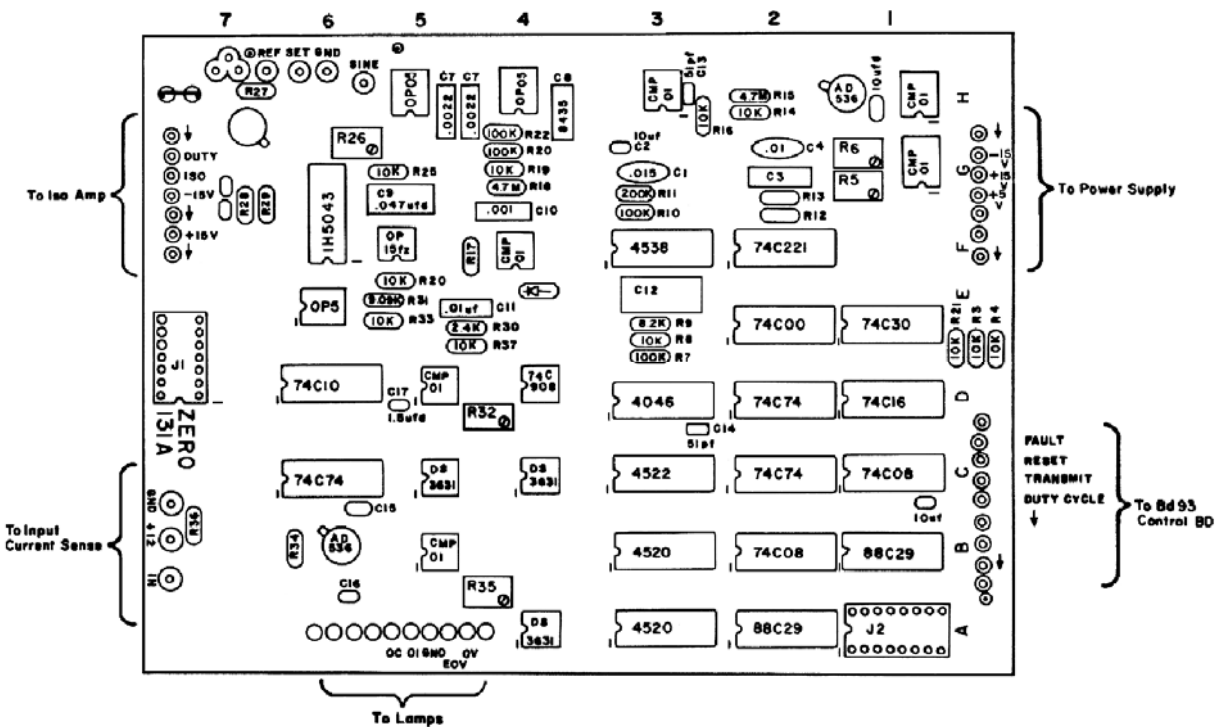 7 6 5 4 3 2 1
REF SET GND
SINE
R27
OP05
C7 C7
.0022 .0022
OP05
C8
8435
CMP 01
51pf
C13
10K
R16
4.7M R15
10K R14
AD 536
10ufd
CMP 01
H
DUTY
ISO
-15V
+15V
To Iso Amp
R28
R29
R26
IH5043
10K R25
C9
.047ufd
OP 15fz
100K R22
100K R20
10K R19
4.7M R18
.001 C10
R17
CMP 01
10uf
C2
.015 C1
200K R11
100K R10
4538
.01 C4
C3
R13
R12
74C221
R6
R5
CMP 01
G
-15V
+15V
+5V
F
To Power Supply
OP5
10K R20
R31
10K R33
.01uf C11
2.4K R30
10K R37
C12
8.2K R9
10K R8
100K R7
74C00
74C30
E
10K R21
10K R3
10K R4
J1
ZERO
131A
74C10
C17
1.5ufd
CMP 01
R32
74C 908
4046
C14
51pf
74C74
74C16
D
74C74
C15
DS 3631
DS 3631
4522
74C74
74C08
10uf
C
FAULT
RESET
TRANSMIT
DUTY CYCLE
To Bd 93
Control BD
To Input
Current Sense
GND
412
IN
R36
R34
AD 536
C16
CMP 01
R35
DS 3631
4520
74C08
88C29
B
4520
88C29
J2
A
OC OI GND OV
EOV
To Lamps